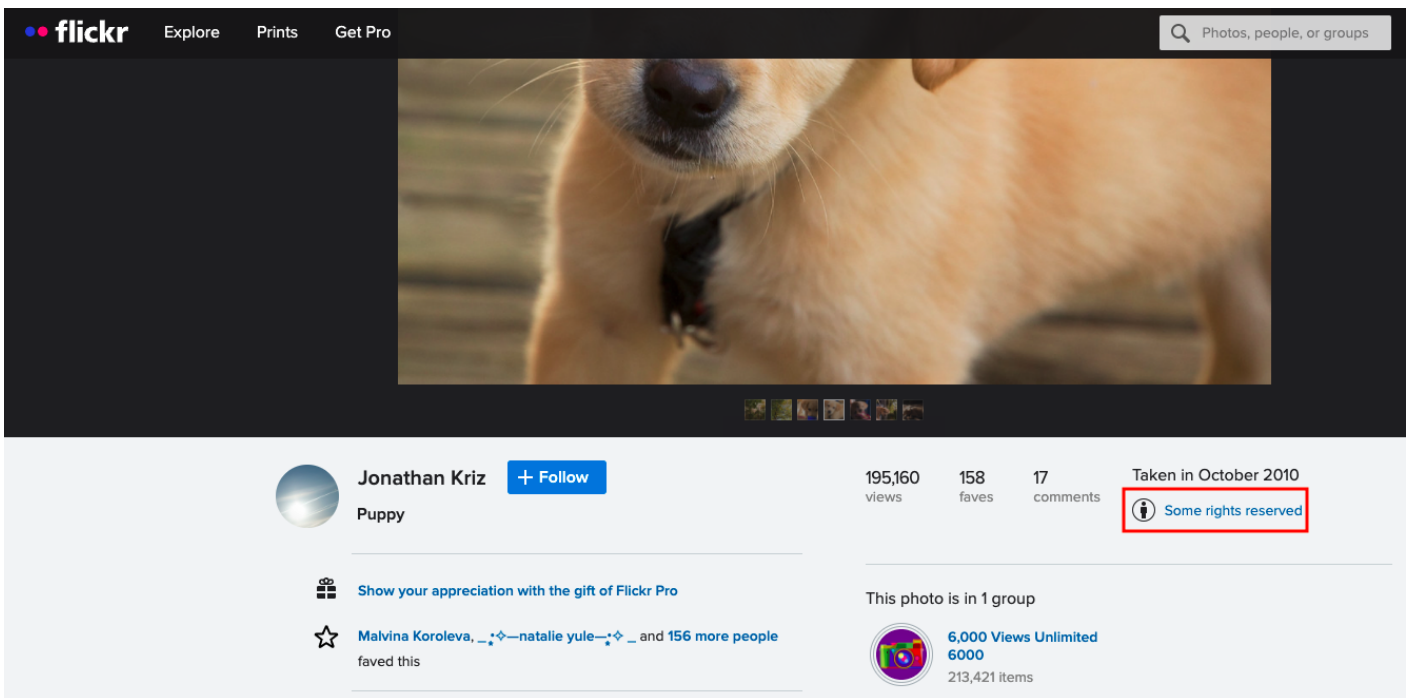 flickr
Explore
Prints
Get Pro
Photos, people, or groups
Jonathan Kriz
+ Follow
Puppy
195,160
views
158
faves
17
comments
Taken in October 2010
Some rights reserved
Show your appreciation with the gift of Flickr Pro
Malvina Koroleva, _.•̩̩͙✧—natalie yule—•̩̩͙✧ _ and 156 more people
faved this
This photo is in 1 group
6,000 Views Unlimited
6000
213,421 items